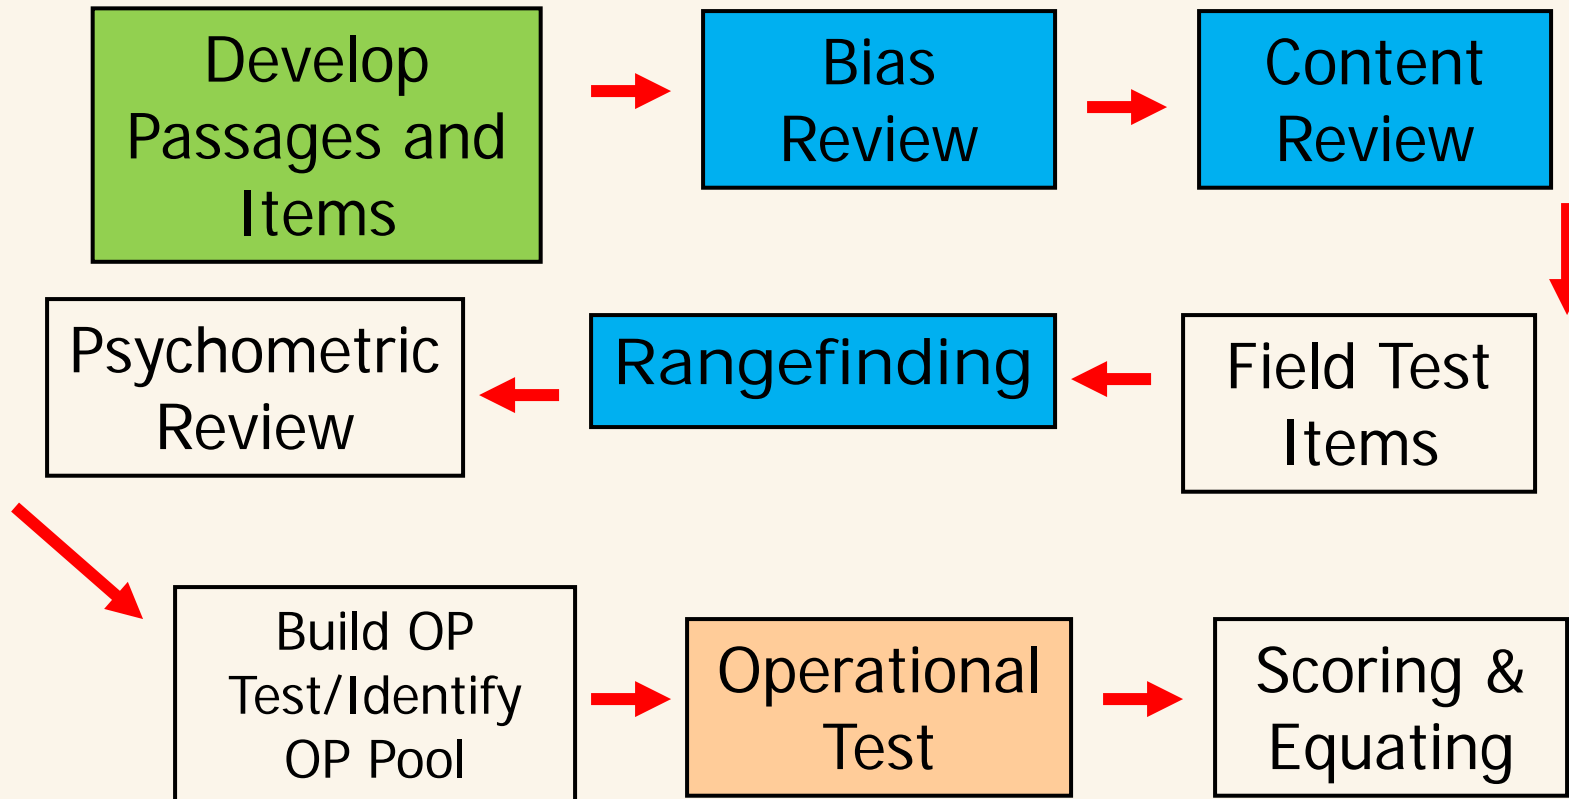 Develop
Passages and
Items
Bias
Review
Content
Review
Psychometric
Review
Rangefinding
Field Test
Items
Build OP
Test/Identify
OP Pool
Operational
Test
Scoring &
Equating